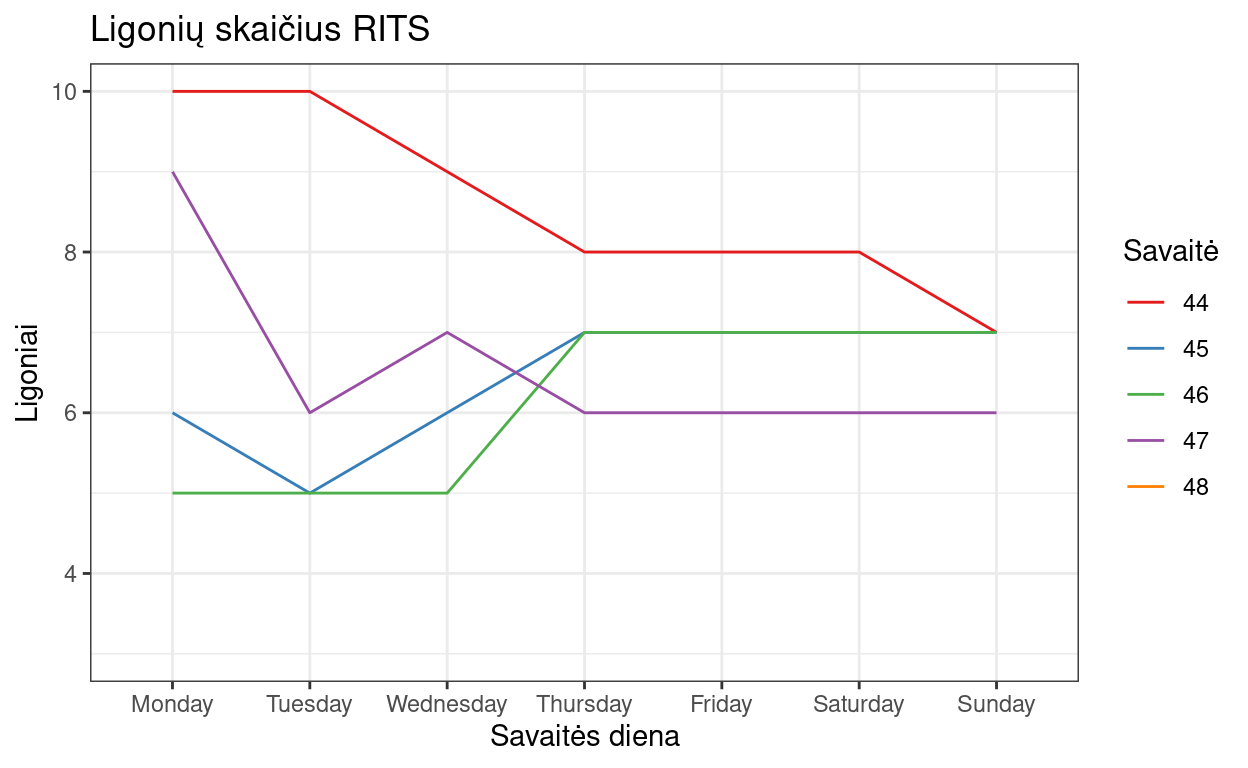 Ligonių skaičius RITS
10
8
6
4
Ligoniai
Monday Tuesday Wednesday Thursday Friday Saturday Sunday
Savaitės diena
Savaitė
44
45
46
47
48